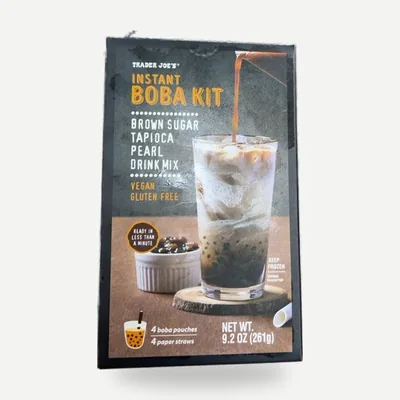 TRADER JOE'S
INSTANT
BOBA KIT
BROWN SUGAR
TAPIOCA
PEARL
DRINK MIX
VEGAN
GLUTEN FREE
READY IN
LESS THAN
A MINUTE
KEEP
FROZEN
4 boba pouches
4 paper straws
NET WT.
9.2 OZ (261g)